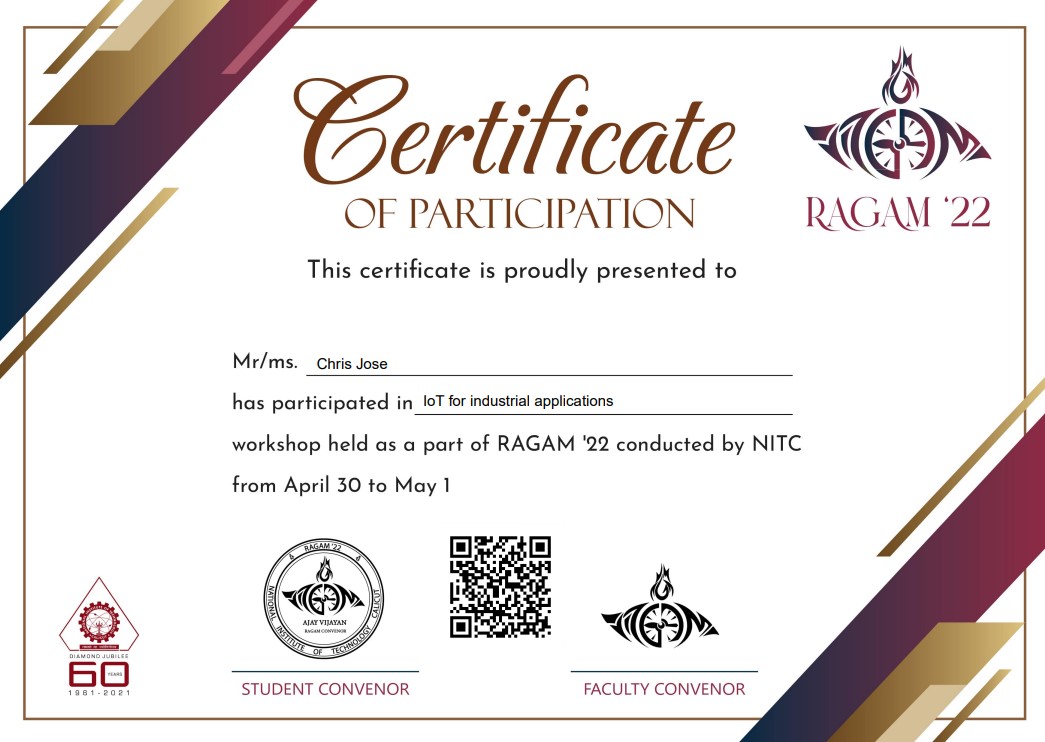 Certificate
OF PARTICIPATION
RAGAM '22
This certificate is proudly presented to
Mr/ms. Chris Jose
has participated in IoT for industrial applications
workshop held as a part of RAGAM '22 conducted by NITC
from April 30 to May 1
RAGAM '22
NATIONAL INSTITUTE OF TECHNOLOGY CALICUT
AJAY VIJAYAN
RAGAM CONVENOR
DIAMOND JUBILEE
60 YEARS
1961-2021
STUDENT CONVENOR
FACULTY CONVENOR